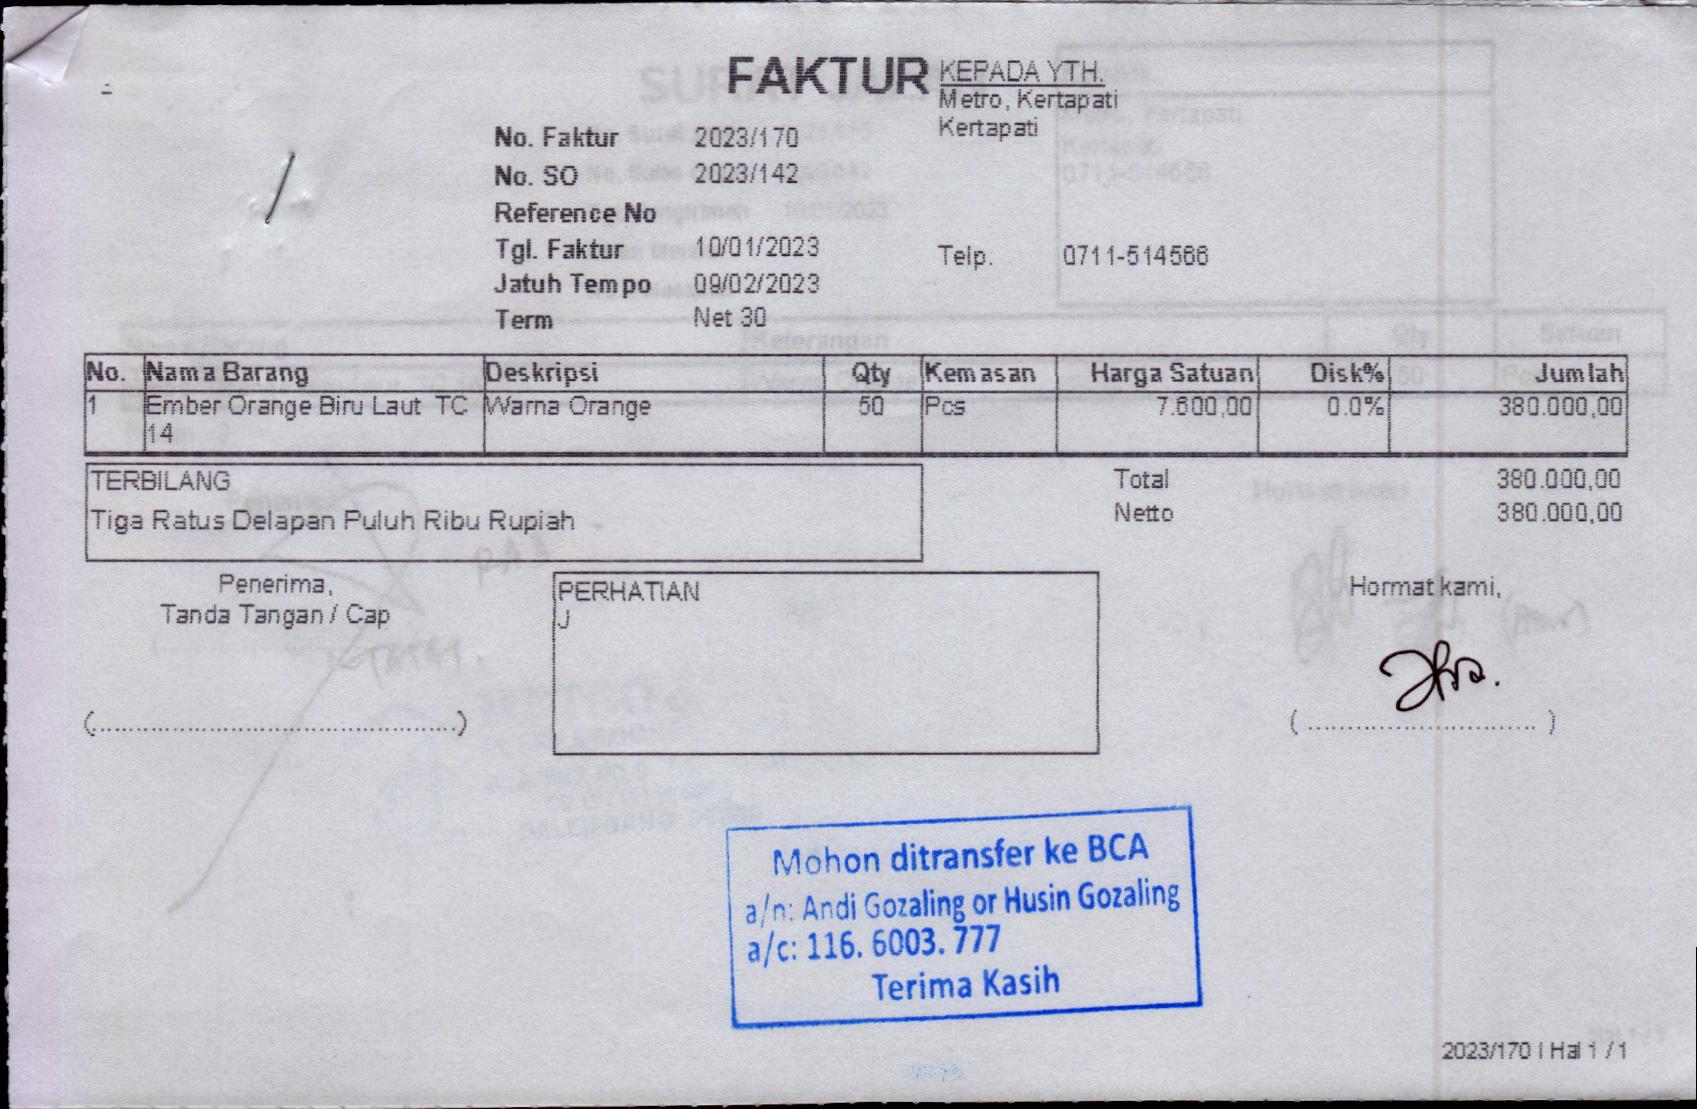 FAKTUR
KEPADA YTH.
Metro, Kertapati
Kertapati
No. Faktur 2023/170
No. SO 2023/142
Reference No
Tgl. Faktur 10/01/2023
Telp. 0711-514566
Jatuh Tempo 09/02/2023
Term Net 30
No. Nama Barang Deskripsi Qty Kemasan Harga Satuan Disk% Jumlah
1 Ember Orange Biru Laut TC Warna Orange 50 Pcs 7.600,00 0.0% 380.000,00
14
TERBILANG
Tiga Ratus Delapan Puluh Ribu Rupiah
Total 380.000,00
Netto 380.000,00
Penerima,
Tanda Tangan / Cap
(............................................)
PERHATIAN
J
Hormat kami,
(............................)
Mohon ditransfer ke BCA
a/n: Andi Gozaling or Husin Gozaling
a/c: 116. 6003. 777
Terima Kasih
2023/170 | Hal 1 / 1